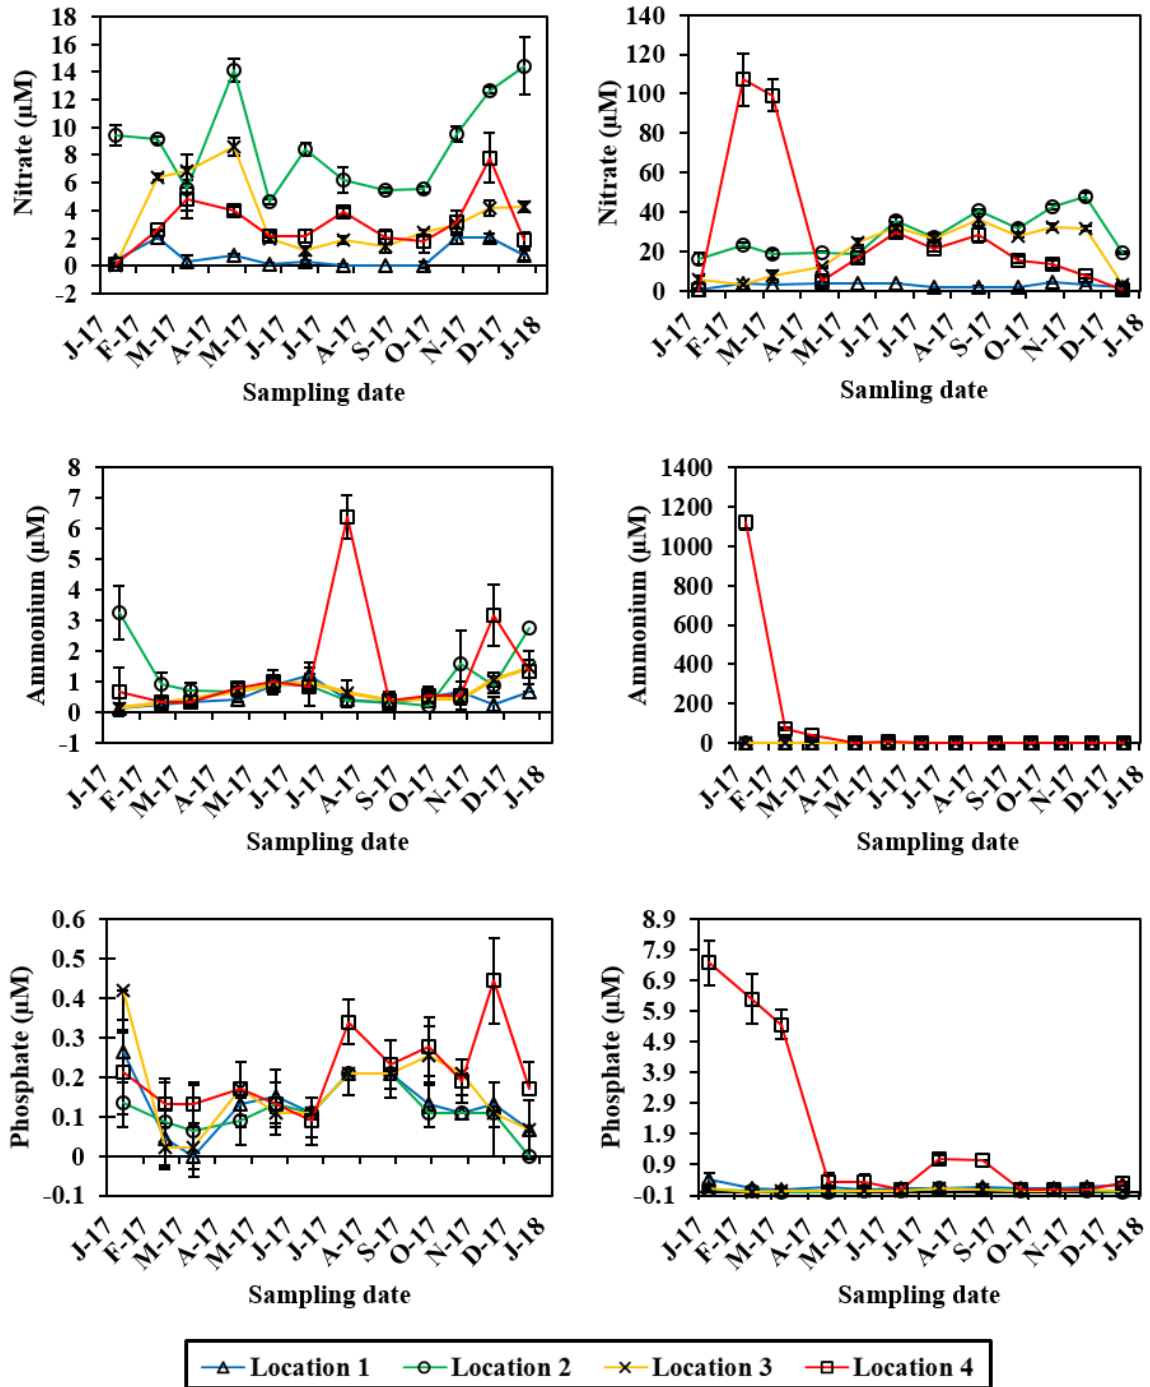 Nitrate (µM)
18
16
14
12
10
8
6
4
2
0
-2
J-17 F-17 M-17 A-17 M-17 J-17 J-17 A-17 S-17 O-17 N-17 D-17 J-18
Sampling date
Nitrate (µM)
140
120
100
80
60
40
20
0
J-17 F-17 M-17 A-17 M-17 J-17 J-17 A-17 S-17 O-17 N-17 D-17 J-18
Samling date
Ammonium (µM)
8
7
6
5
4
3
2
1
0
-1
J-17 F-17 M-17 A-17 M-17 J-17 J-17 A-17 S-17 O-17 N-17 D-17 J-18
Sampling date
Ammonium (µM)
1400
1200
1000
800
600
400
200
0
J-17 F-17 M-17 A-17 M-17 J-17 J-17 A-17 S-17 O-17 N-17 D-17 J-18
Sampling date
Phosphate (µM)
0.6
0.5
0.4
0.3
0.2
0.1
0
-0.1
J-17 F-17 M-17 A-17 M-17 J-17 J-17 A-17 S-17 O-17 N-17 D-17 J-18
Sampling date
Phosphate (µM)
8.9
7.9
6.9
5.9
4.9
3.9
2.9
1.9
0.9
-0.1
J-17 F-17 M-17 A-17 M-17 J-17 J-17 A-17 S-17 O-17 N-17 D-17 J-18
Sampling date
Location 1 Location 2 Location 3 Location 4